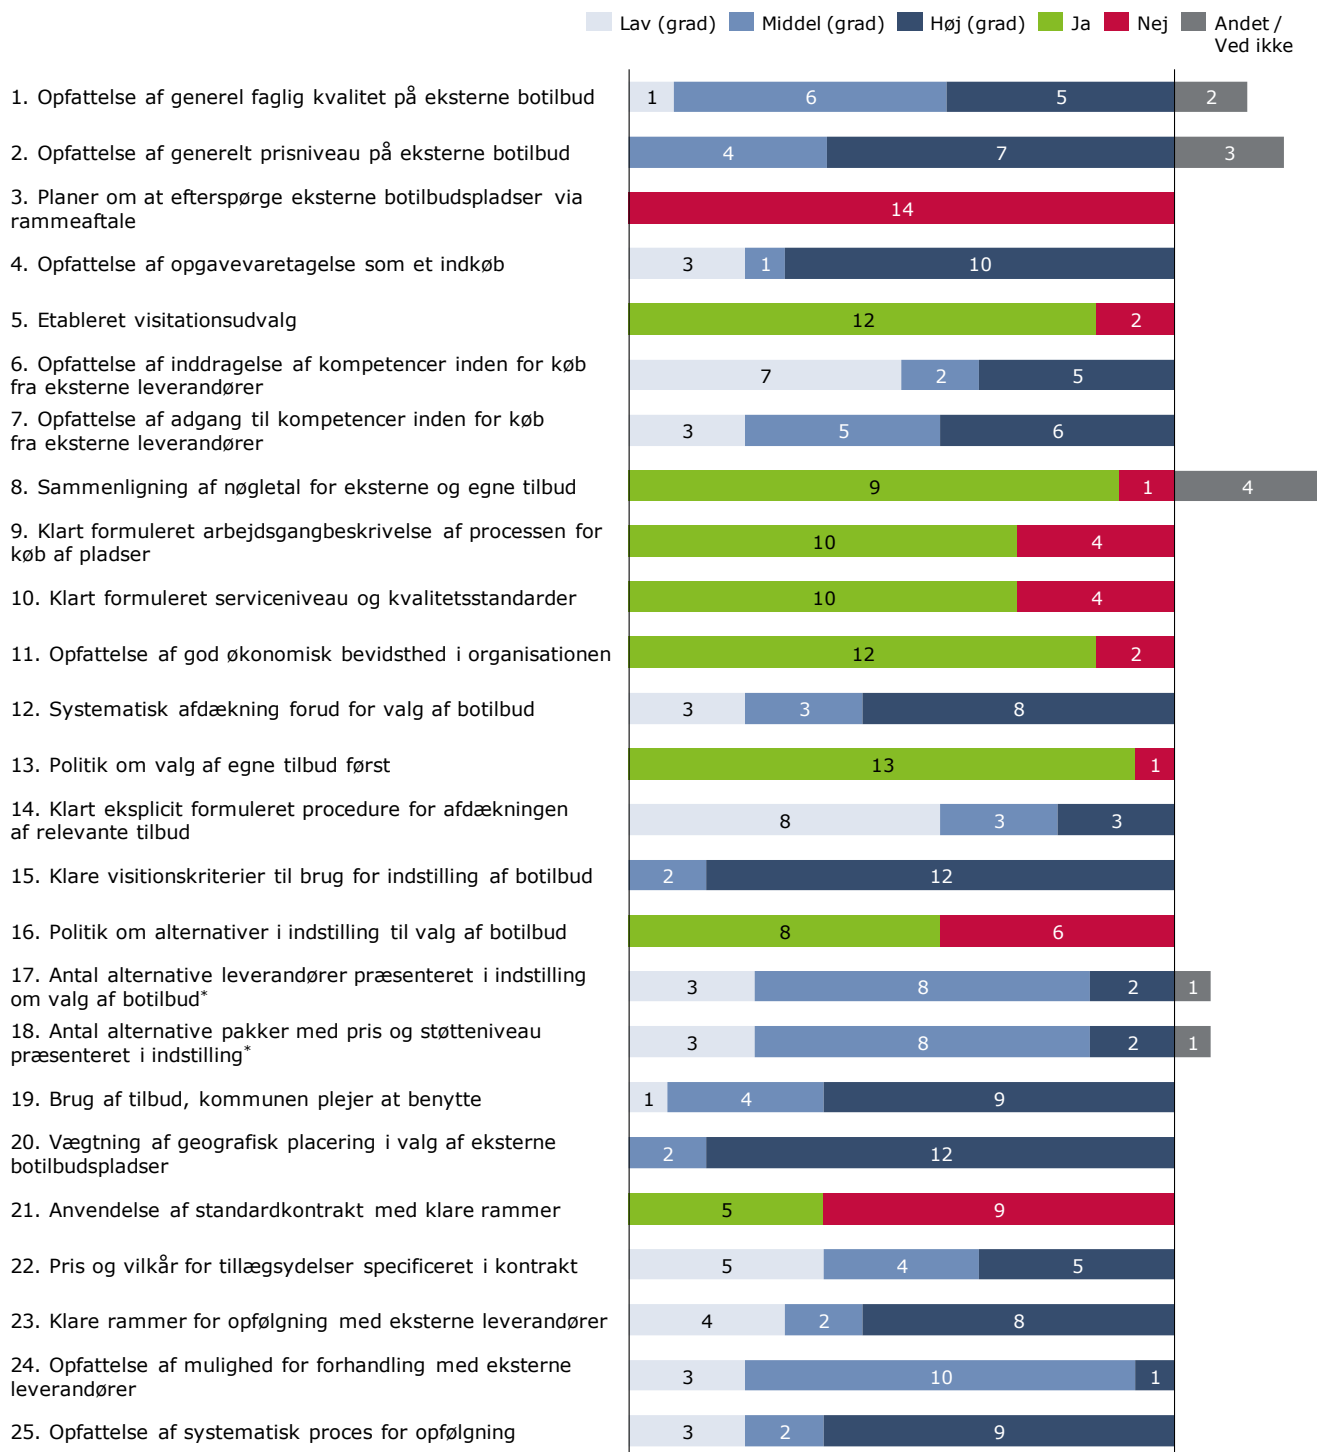 Lav (grad) Middel (grad) Høj (grad) Ja Nej Andet /
Ved ikke
1. Opfattelse af generel faglig kvalitet på eksterne botilbud 1 6 5 2
2. Opfattelse af generelt prisniveau på eksterne botilbud 4 7 3
3. Planer om at efterspørge eksterne botilbudspladser via
rammeaftale 14
4. Opfattelse af opgavevaretagelse som et indkøb 3 1 10
5. Etableret visitationsudvalg 12 2
6. Opfattelse af inddragelse af kompetencer inden for køb
fra eksterne leverandører 7 2 5
7. Opfattelse af adgang til kompetencer inden for køb
fra eksterne leverandører 3 5 6
8. Sammenligning af nøgletal for eksterne og egne tilbud 9 1 4
9. Klart formuleret arbejdsgangbeskrivelse af processen for
køb af pladser 10 4
10. Klart formuleret serviceniveau og kvalitetsstandarder 10 4
11. Opfattelse af god økonomisk bevidsthed i organisationen 12 2
12. Systematisk afdækning forud for valg af botilbud 3 3 8
13. Politik om valg af egne tilbud først 13 1
14. Klart eksplicit formuleret procedure for afdækningen
af relevante tilbud 8 3 3
15. Klare visitionskriterier til brug for indstilling af botilbud 2 12
16. Politik om alternativer i indstilling til valg af botilbud 8 6
17. Antal alternative leverandører præsenteret i indstilling
om valg af botilbud* 3 8 2 1
18. Antal alternative pakker med pris og støtteniveau
præsenteret i indstilling* 3 8 2 1
19. Brug af tilbud, kommunen plejer at benytte 1 4 9
20. Vægtning af geografisk placering i valg af eksterne
botilbudspladser 2 12
21. Anvendelse af standardkontrakt med klare rammer 5 9
22. Pris og vilkår for tillægsydelser specificeret i kontrakt 5 4 5
23. Klare rammer for opfølgning med eksterne leverandører 4 2 8
24. Opfattelse af mulighed for forhandling med eksterne
leverandører 3 10 1
25. Opfattelse af systematisk proces for opfølgning 3 2 9